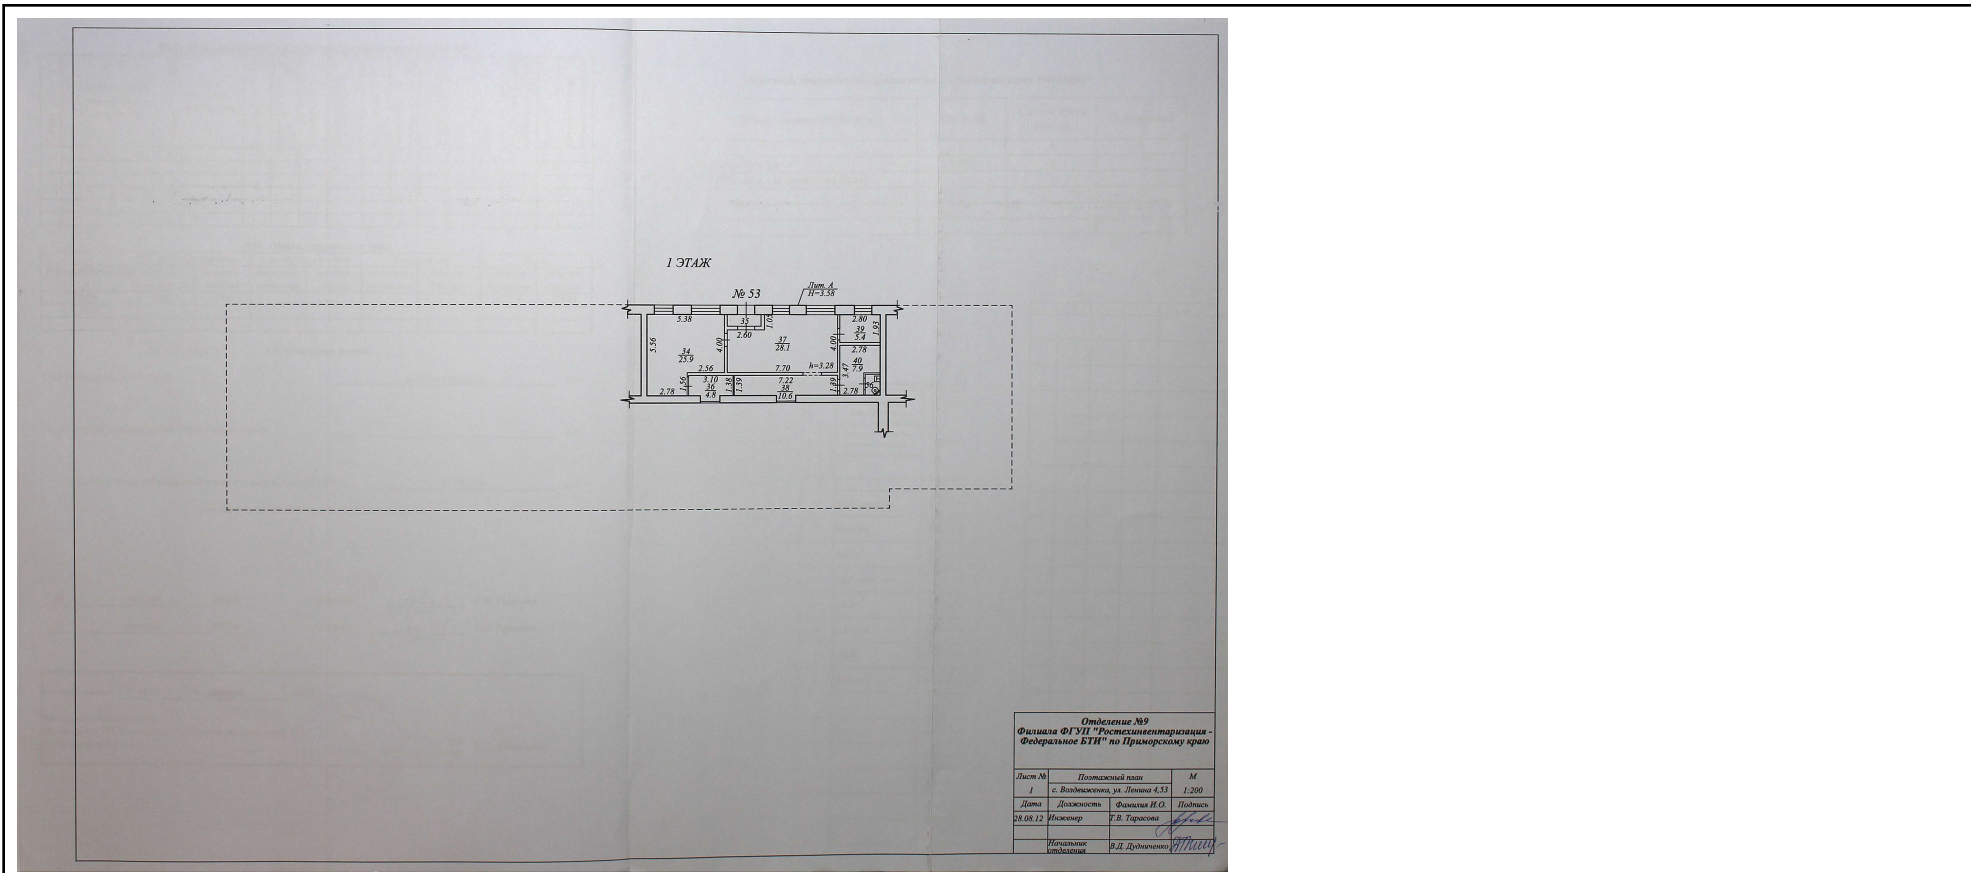 1 ЭТАЖ
№ 53
Лит. А
H=3.58
5.38
35
1.05
2.80
2.60
39
5.4
1.93
5.56
34
25.9
4.00
37
28.1
4.00
2.78
40
7.9
2.56
7.70
h=3.28
3.47
1.56
3.10
1.38
1.39
7.22
1.39
36
4.8
38
10.6
2.78
2.78
Отделение №9
Филиала ФГУП "Ростехинвентаризация -
Федеральное БТИ" по Приморскому краю
Лист № Поэтажный план М
1 с. Воздвиженка, ул. Ленина 4,53 1:200
Дата Должность Фамилия И.О. Подпись
28.08.12 Инженер Т.В. Тарасова
Начальник
отделения В.Д. Дудниченко